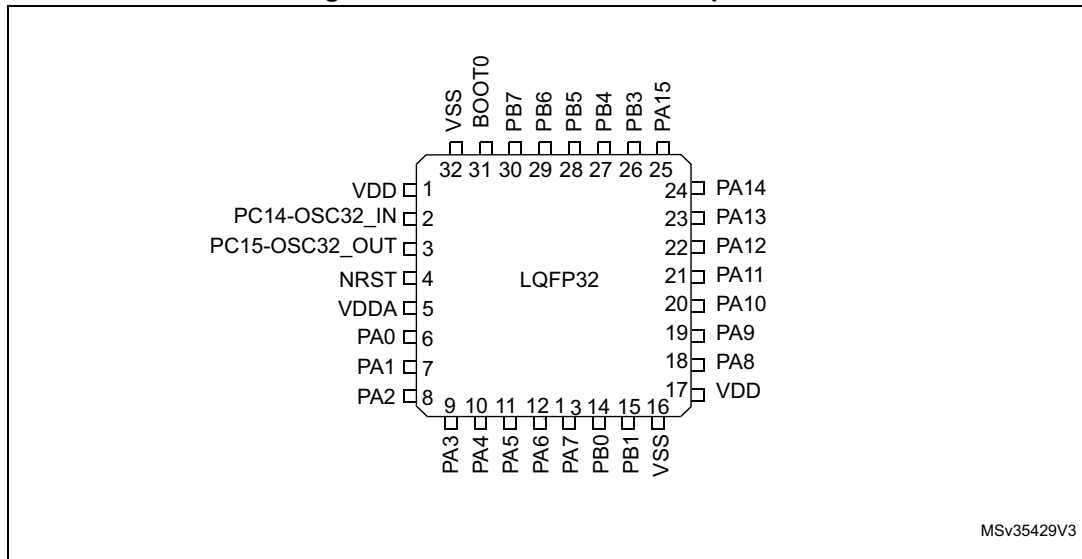 VSS
BOOT0
PB7
PB6
PB5
PB4
PB3
PA15
32 31 30 29 28 27 26 25
VDD 1
PC14-OSC32_IN 2
PC15-OSC32_OUT 3
NRST 4
VDDA 5
PA0 6
PA1 7
PA2 8
LQFP32
24 PA14
23 PA13
22 PA12
21 PA11
20 PA10
19 PA9
18 PA8
17 VDD
9 10 11 12 1 3 14 15 16
PA3
PA4
PA5
PA6
PA7
PB0
PB1
VSS
MSv35429V3